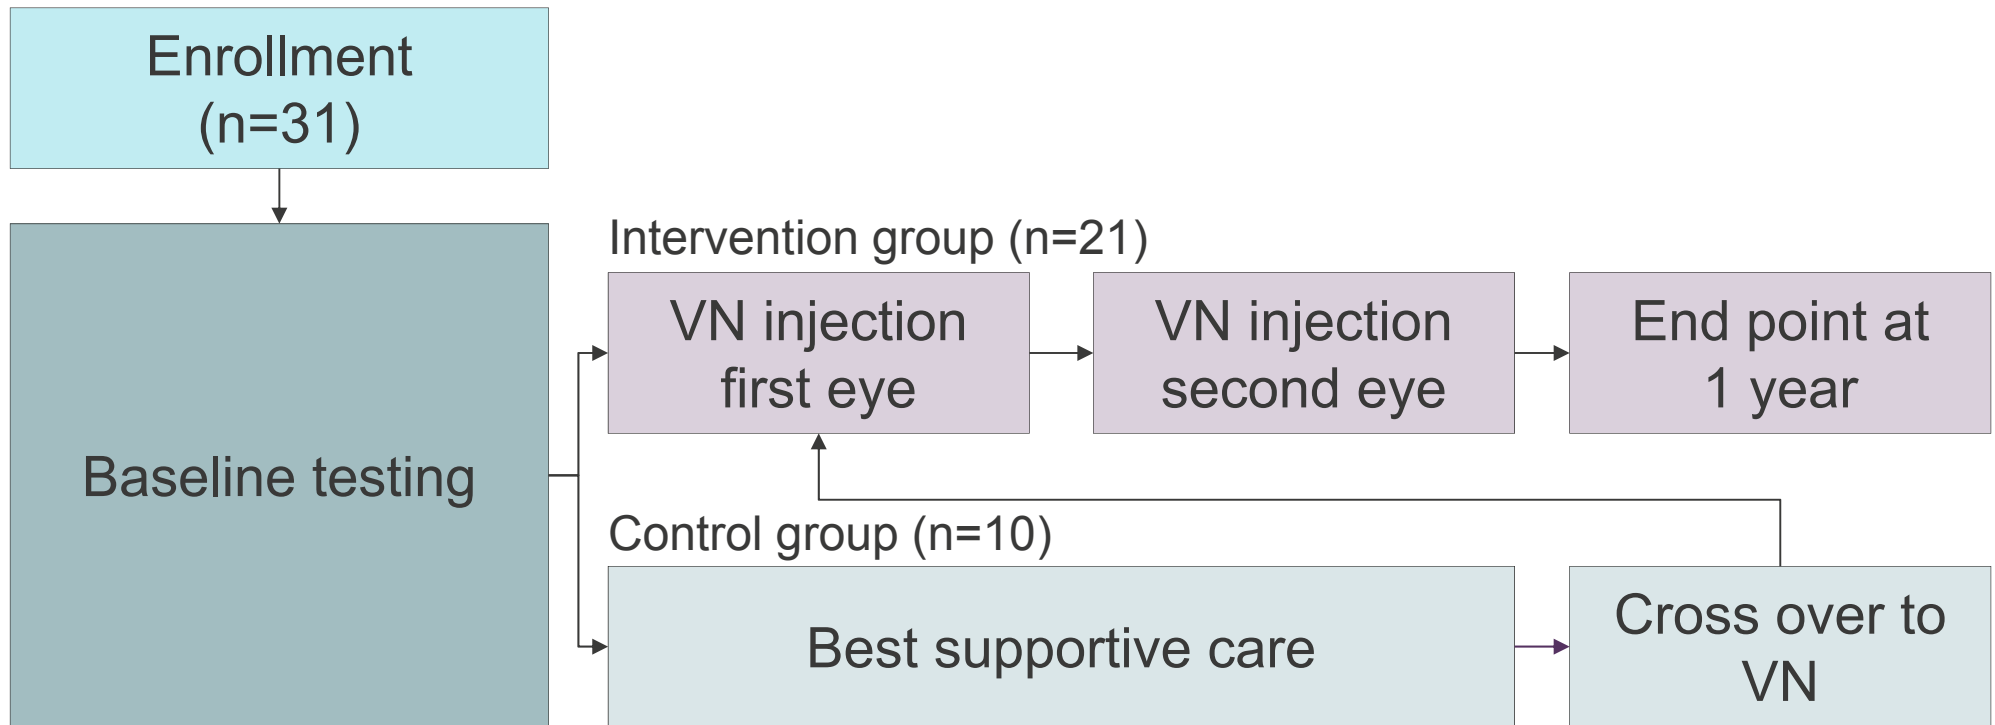 Enrollment
(n=31)
Baseline testing
Intervention group (n=21)
VN injection
first eye
VN injection
second eye
End point at
1 year
Control group (n=10)
Best supportive care
Cross over to
VN